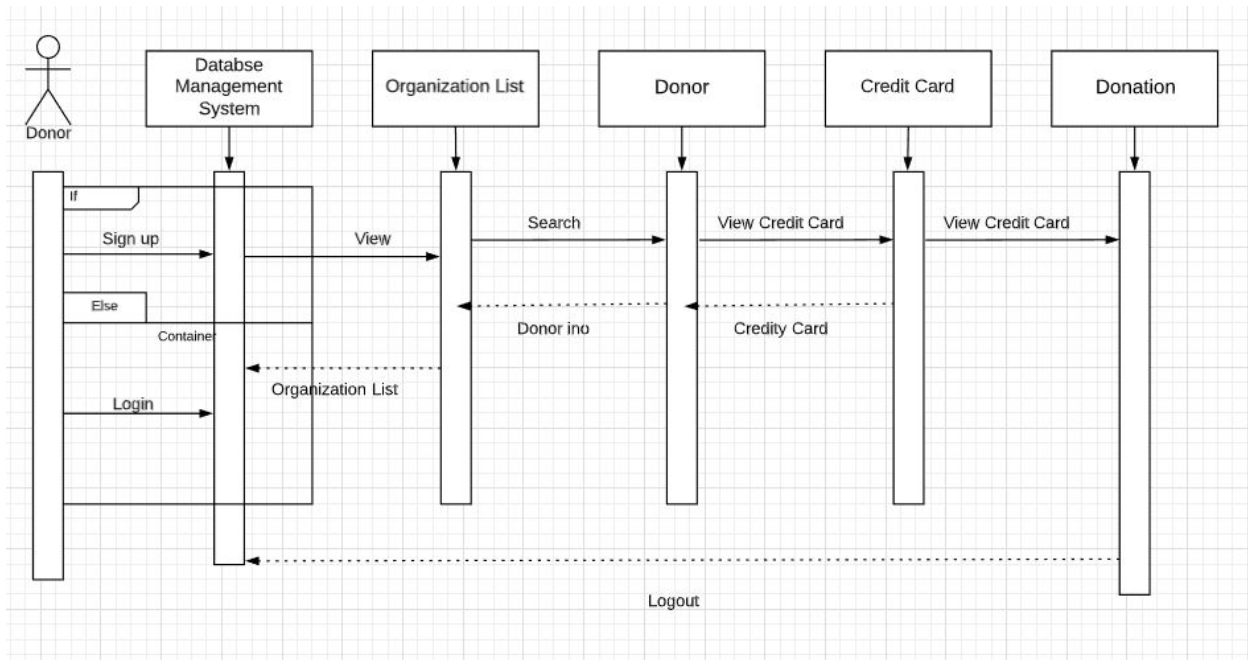 Donor
Databse
Management
System
Organization List
Donor
Credit Card
Donation
If
Sign up
View
Search
View Credit Card
View Credit Card
Else
Container
Donor ino
Credity Card
Organization List
Login
Logout